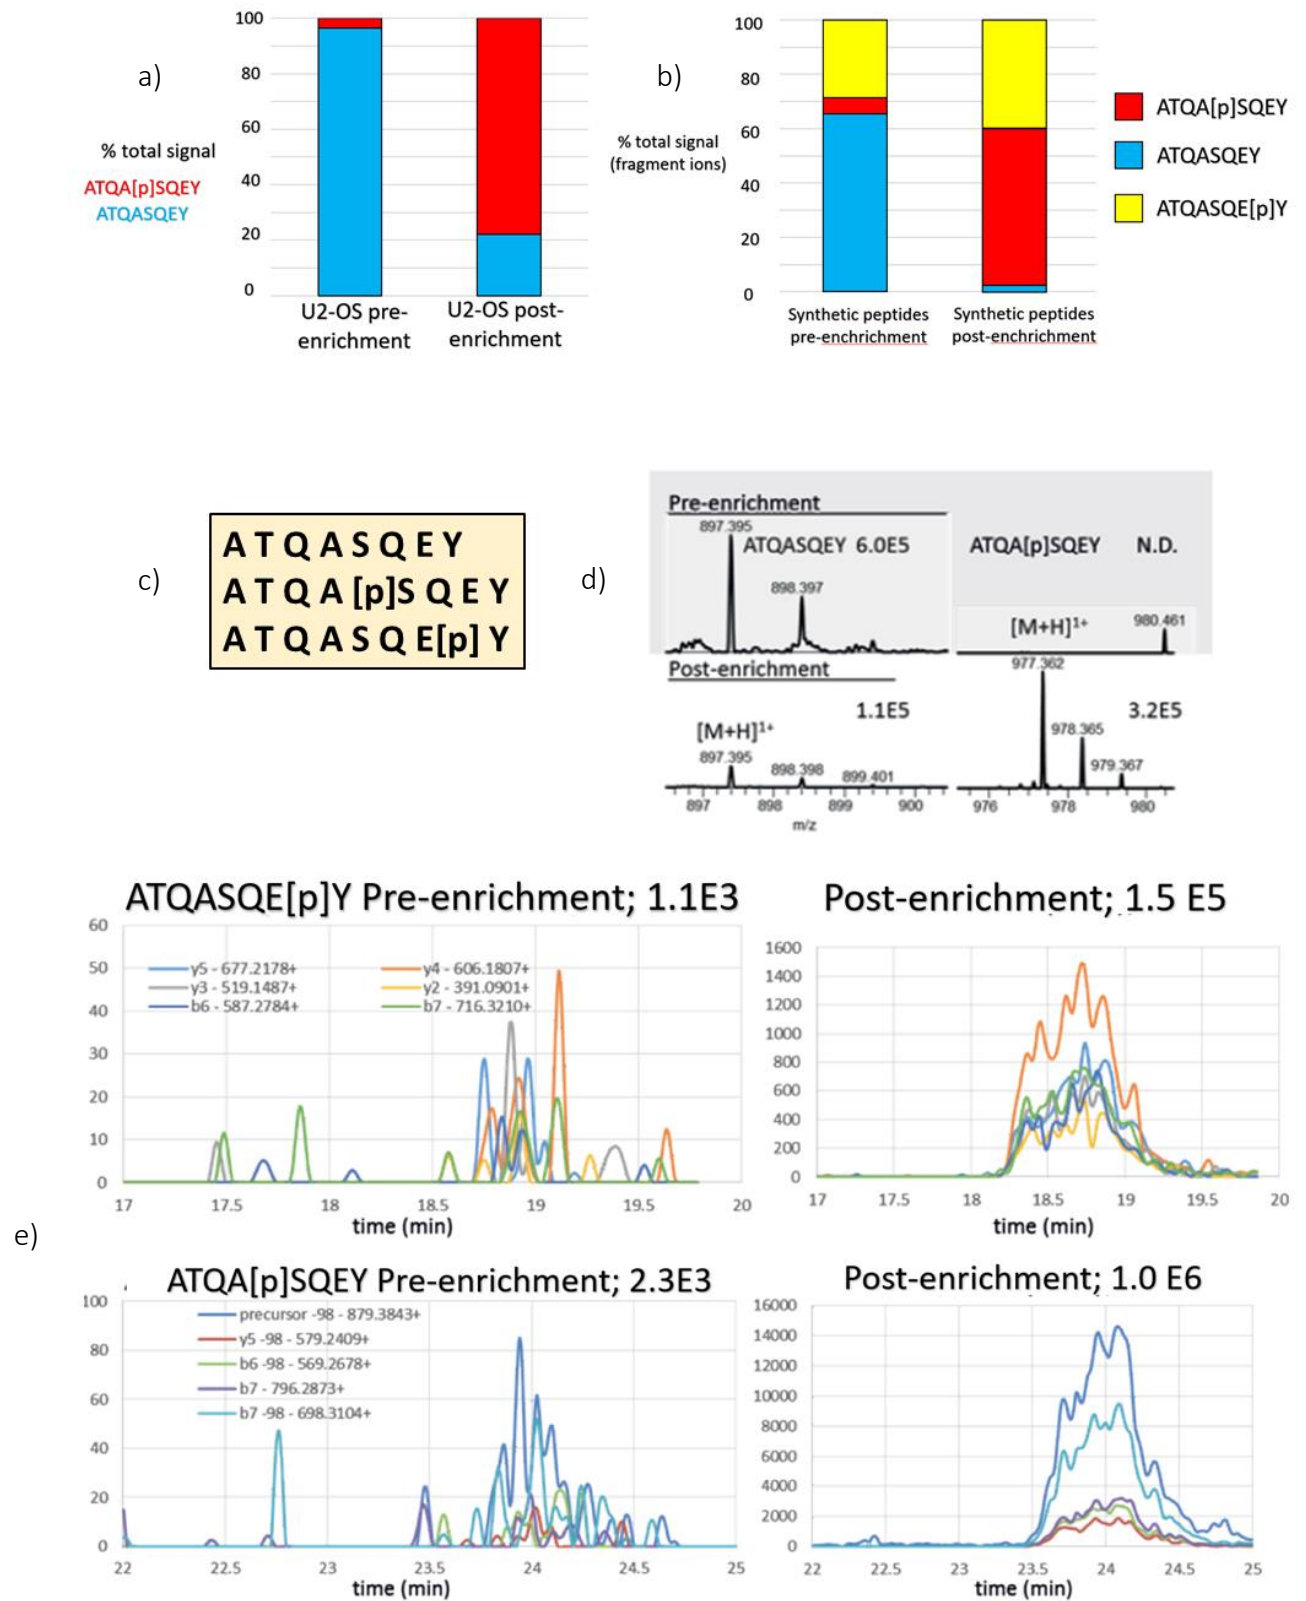 a)
100
80
60
40
20
0
% total signal
ATQA[p]SQEY
ATQASQEY
U2-OS pre-
enrichment
U2-OS post-
enrichment
b)
100
80
60
40
20
0
% total signal
(fragment ions)
Synthetic peptides
pre-enchrichment
Synthetic peptides
post-enchrichment
ATQA[p]SQEY
ATQASQEY
ATQASQE[p]Y
c)
A T Q A S Q E Y
A T Q A [p]S Q E Y
A T Q A S Q E[p] Y
d)
Pre-enrichment
897.395
ATQASQEY 6.0E5
898.397
ATQA[p]SQEY N.D.
[M+H]1+
980.461
Post-enrichment
1.1E5
[M+H]1+
897.395
898.398
899.401
897 898 899 900
m/z
977.362
3.2E5
978.365
979.367
976 978 980
e)
ATQASQE[p]Y Pre-enrichment; 1.1E3
60
50
40
30
20
10
0
y5 - 677.2178+
y4 - 606.1807+
y3 - 519.1487+
y2 - 391.0901+
b6 - 587.2784+
b7 - 716.3210+
17 17.5 18 18.5 19 19.5 20
time (min)
Post-enrichment; 1.5 E5
1600
1400
1200
1000
800
600
400
200
0
17 17.5 18 18.5 19 19.5 20
time (min)
ATQA[p]SQEY Pre-enrichment; 2.3E3
100
80
60
40
20
0
precursor -98 - 879.3843+
y5 -98 - 579.2409+
b6 -98 - 569.2678+
b7 - 796.2873+
b7 -98 - 698.3104+
22 22.5 23 23.5 24 24.5 25
time (min)
Post-enrichment; 1.0 E6
16000
14000
12000
10000
8000
6000
4000
2000
0
22 22.5 23 23.5 24 24.5 25
time (min)